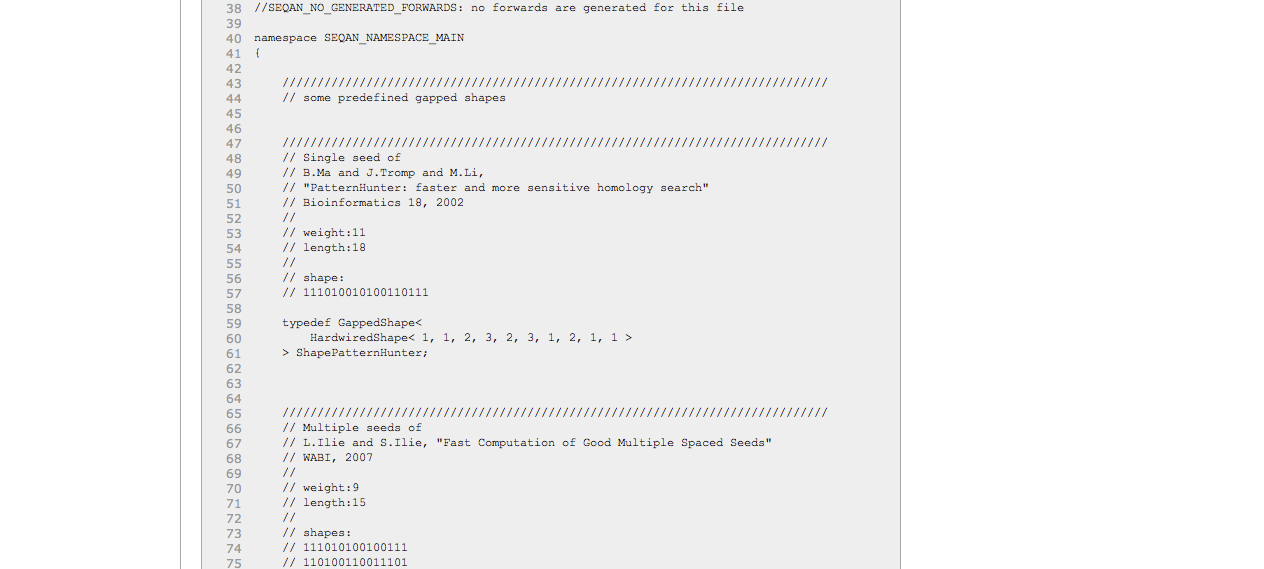 38 //SEQAN_NO_GENERATED_FORWARDS: no forwards are generated for this file
39
40 namespace SEQAN_NAMESPACE_MAIN
41 {
42
43 //////////////////////////////////////////////////////////////////////////////
44 // some predefined gapped shapes
45
46
47 //////////////////////////////////////////////////////////////////////////////
48 // Single seed of
49 // B.Ma and J.Tromp and M.Li,
50 // "PatternHunter: faster and more sensitive homology search"
51 // Bioinformatics 18, 2002
52 //
53 // weight:11
54 // length:18
55 //
56 // shape:
57 // 111010010100110111
58
59 typedef GappedShape<
60 HardwiredShape< 1, 1, 2, 3, 2, 3, 1, 2, 1, 1 >
61 > ShapePatternHunter;
62
63
64
65 //////////////////////////////////////////////////////////////////////////////
66 // Multiple seeds of
67 // L.Ilie and S.Ilie, "Fast Computation of Good Multiple Spaced Seeds"
68 // WABI, 2007
69 //
70 // weight:9
71 // length:15
72 //
73 // shapes:
74 // 111010100100111
75 // 110100110011101